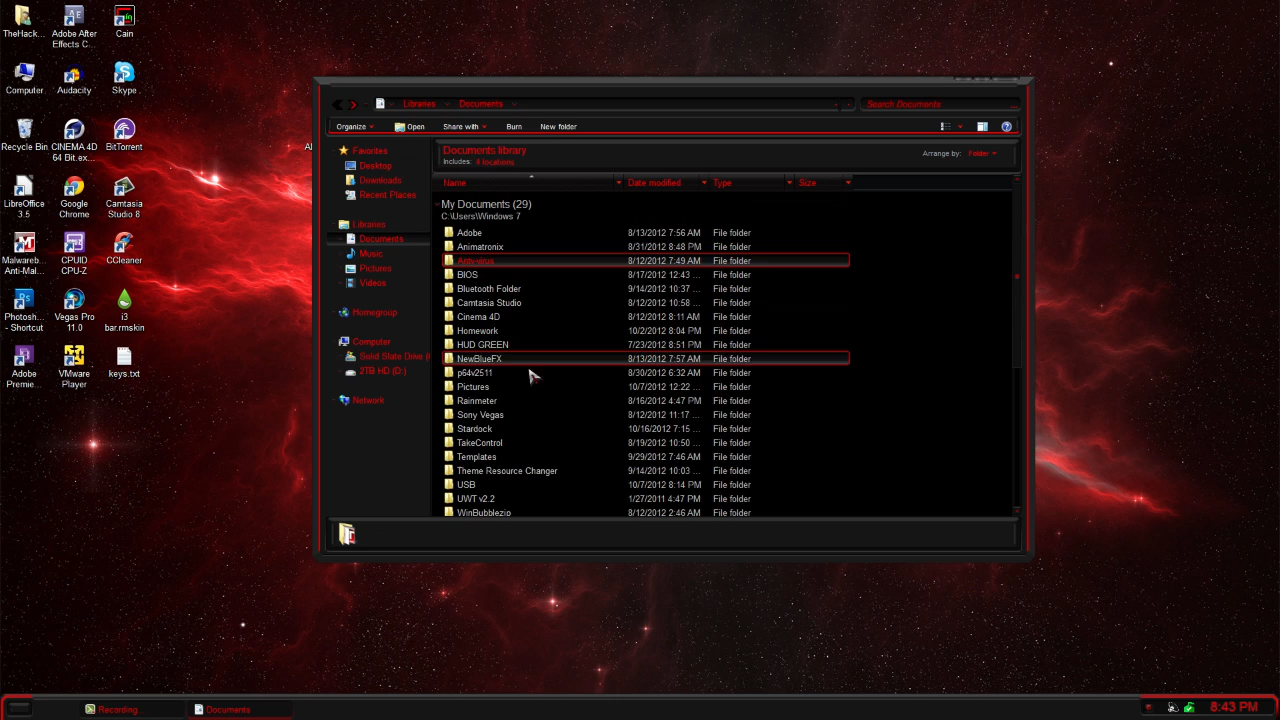 TheHack...
Adobe After
Effects C...
Cain
Computer
Audacity
Skype
Recycle Bin
CINEMA 4D
64 Bit.ex...
BitTorrent
LibreOffice
3.5
Google
Chrome
Camtasia
Studio 8
Malwareb...
Anti-Mal...
CPUID
CPU-Z
CCleaner
Photosh...
- Shortcut
Vegas Pro
11.0
i3
bar.rmskin
Adobe
Premie...
VMware
Player
keys.txt
Libraries
Documents
Search Documents
Organize
Open
Share with
Burn
New folder
Favorites
Desktop
Downloads
Recent Places
Libraries
Documents
Music
Pictures
Videos
Homegroup
Computer
Solid State Drive (
2TB HD (D:)
Network
Documents library
Includes: 4 locations
Arrange by: Folder
Name Date modified Type Size
My Documents (29)
C:\Users\Windows 7
Adobe 8/13/2012 7:56 AM File folder
Animatronix 8/31/2012 8:48 PM File folder
Anty-virus 8/12/2012 7:49 AM File folder
BIOS 8/17/2012 12:43 ... File folder
Bluetooth Folder 9/14/2012 10:37 ... File folder
Camtasia Studio 8/12/2012 10:58 ... File folder
Cinema 4D 8/12/2012 8:11 AM File folder
Homework 10/2/2012 8:04 PM File folder
HUD GREEN 7/23/2012 8:51 PM File folder
NewBlueFX 8/13/2012 7:57 AM File folder
p64v2511 8/30/2012 6:32 AM File folder
Pictures 10/7/2012 12:22 ... File folder
Rainmeter 8/16/2012 4:47 PM File folder
Sony Vegas 8/12/2012 11:17 ... File folder
Stardock 10/16/2012 7:15 ... File folder
TakeControl 8/19/2012 10:50 ... File folder
Templates 9/29/2012 7:46 AM File folder
Theme Resource Changer 9/14/2012 10:03 ... File folder
USB 10/7/2012 8:14 PM File folder
UWT v2.2 1/27/2011 4:47 PM File folder
WinBubblezip 8/12/2012 2:46 AM File folder
Recording...
Documents
8:43 PM